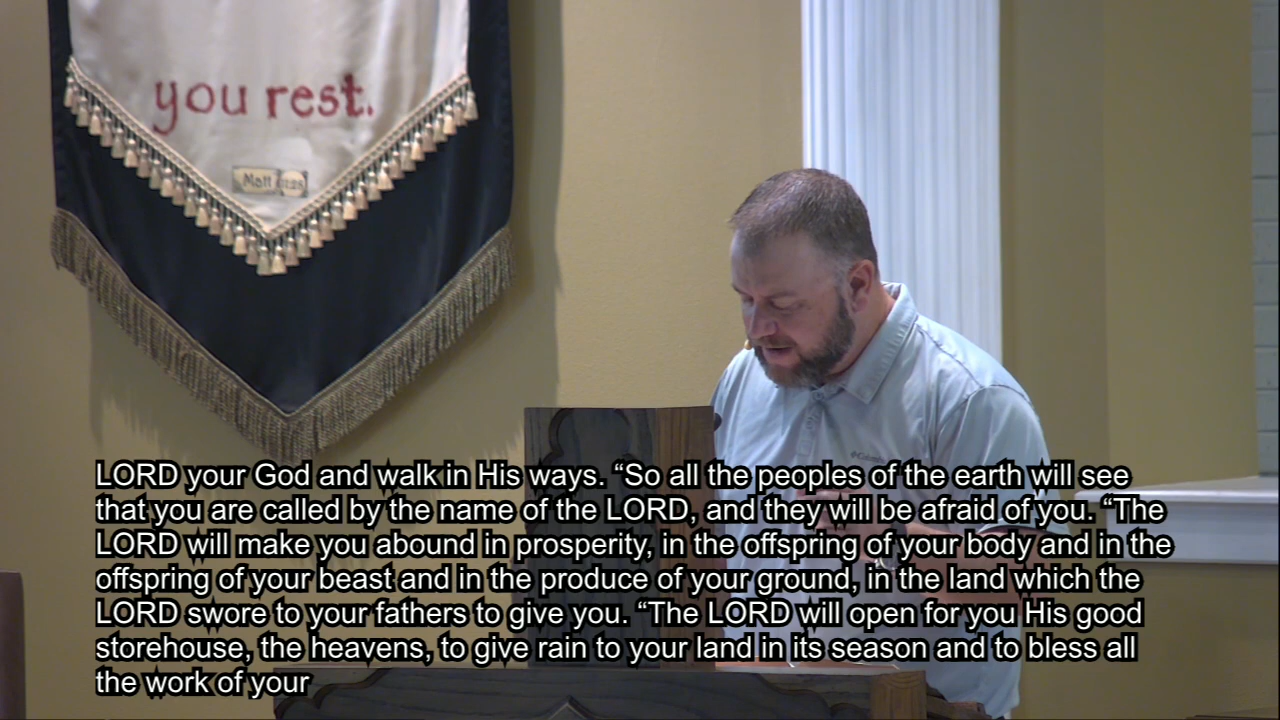 you rest.
Matt 11:28
Columbia
LORD your God and walk in His ways. “So all the peoples of the earth will see
that you are called by the name of the LORD, and they will be afraid of you. “The
LORD will make you abound in prosperity, in the offspring of your body and in the
offspring of your beast and in the produce of your ground, in the land which the
LORD swore to your fathers to give you. “The LORD will open for you His good
storehouse, the heavens, to give rain to your land in its season and to bless all
the work of your